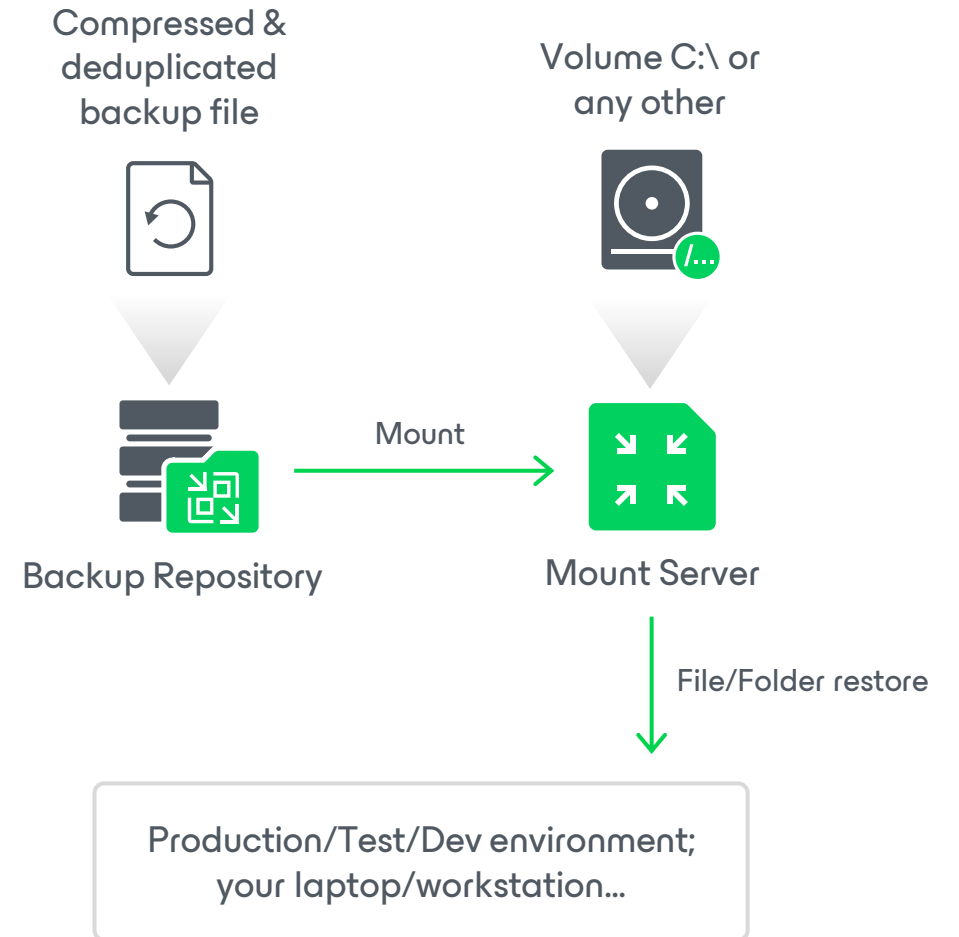 Compressed &
deduplicated
backup file
Volume C:\ or
any other
/...
Mount
Backup Repository
Mount Server
File/Folder restore
Production/Test/Dev environment;
your laptop/workstation...